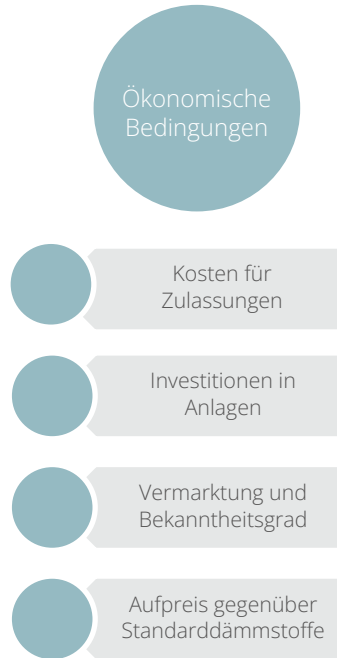 Ökonomische
Bedingungen
Kosten für
Zulassungen
Investitionen in
Anlagen
Vermarktung und
Bekanntheitsgrad
Aufpreis gegenüber
Standarddämmstoffe